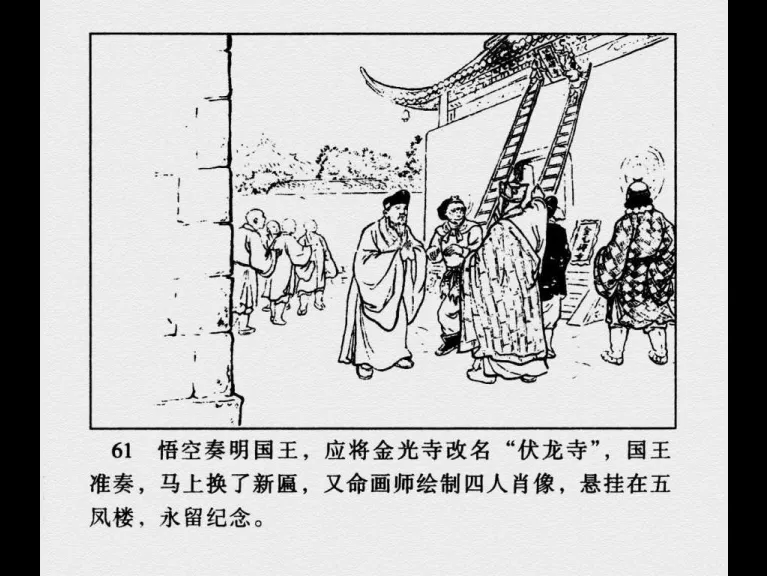 61 悟空奏明国王，应将金光寺改名“伏龙寺”，国王
准奏，马上换了新匾，又命画师绘制四人肖像，悬挂在五
凤楼，永留纪念。